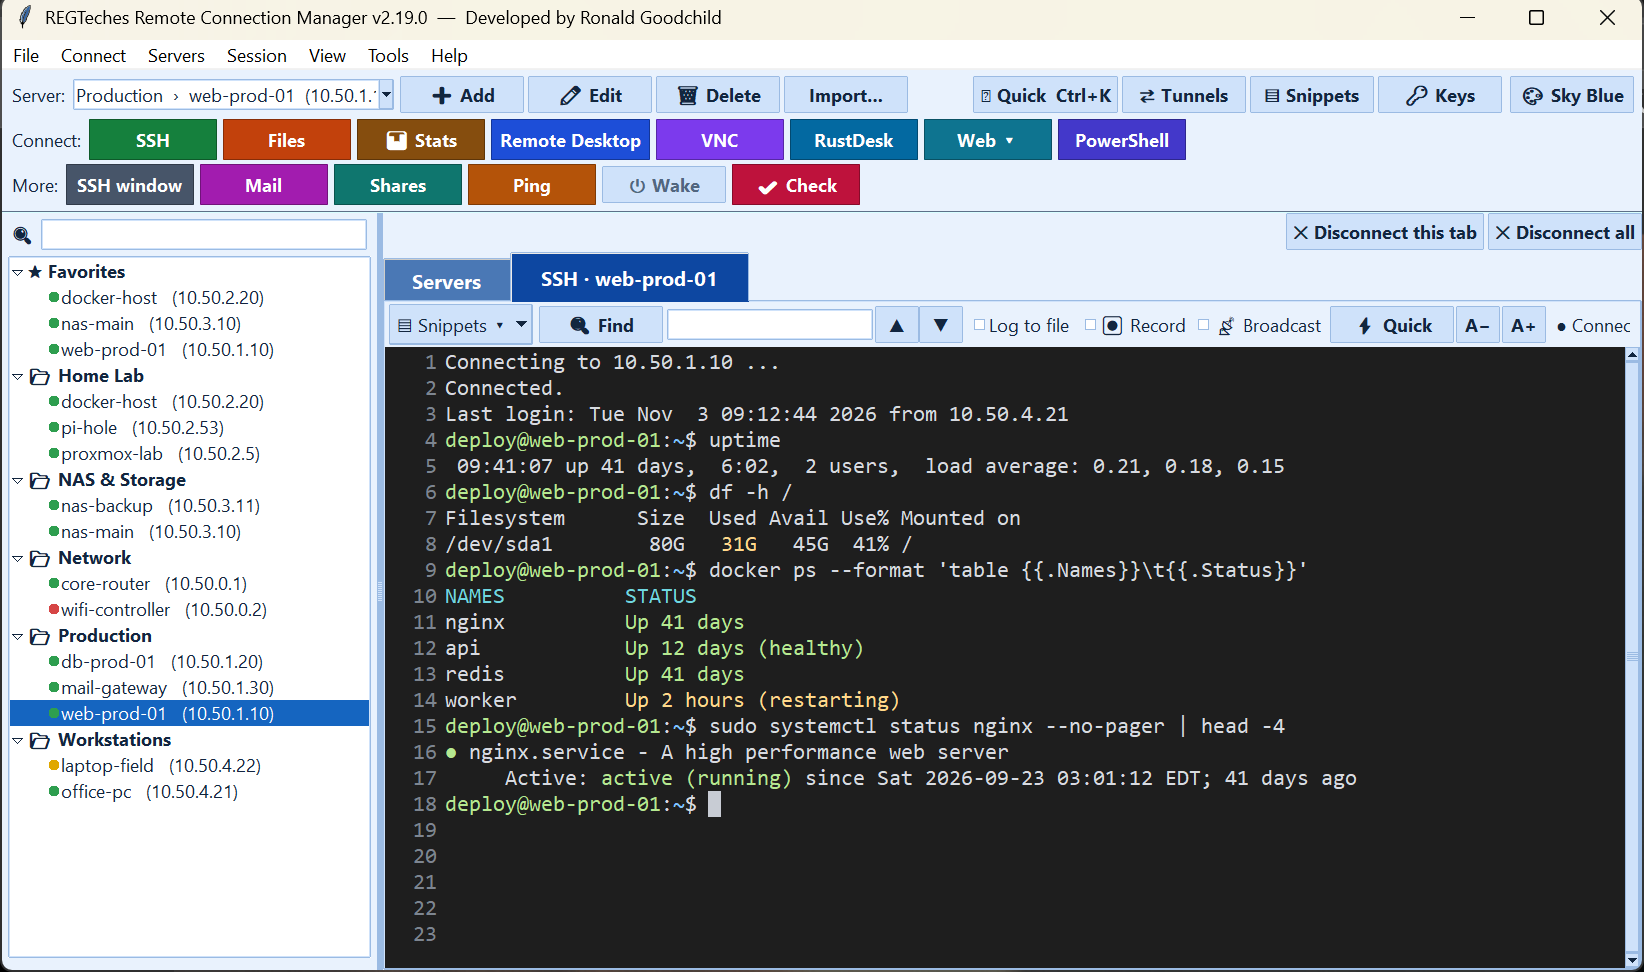 REGTeches Remote Connection Manager v2.19.0 — Developed by Ronald Goodchild
File Connect Servers Session View Tools Help
Server: Production › web-prod-01 (10.50.1. Add Edit Delete Import... Quick Ctrl+K Tunnels Snippets Keys Sky Blue
Connect: SSH Files Stats Remote Desktop VNC RustDesk Web PowerShell
More: SSH window Mail Shares Ping Wake Check
Disconnect this tab Disconnect all
Favorites
docker-host (10.50.2.20)
nas-main (10.50.3.10)
web-prod-01 (10.50.1.10)
Home Lab
docker-host (10.50.2.20)
pi-hole (10.50.2.53)
proxmox-lab (10.50.2.5)
NAS & Storage
nas-backup (10.50.3.11)
nas-main (10.50.3.10)
Network
core-router (10.50.0.1)
wifi-controller (10.50.0.2)
Production
db-prod-01 (10.50.1.20)
mail-gateway (10.50.1.30)
web-prod-01 (10.50.1.10)
Workstations
laptop-field (10.50.4.22)
office-pc (10.50.4.21)
Servers SSH · web-prod-01
Snippets Find Log to file Record Broadcast Quick A− A+ ● Connec
1 Connecting to 10.50.1.10 ...
2 Connected.
3 Last login: Tue Nov  3 09:12:44 2026 from 10.50.4.21
4 deploy@web-prod-01:~$ uptime
5  09:41:07 up 41 days,  6:02,  2 users,  load average: 0.21, 0.18, 0.15
6 deploy@web-prod-01:~$ df -h /
7 Filesystem      Size  Used Avail Use% Mounted on
8 /dev/sda1        80G   31G   45G  41% /
9 deploy@web-prod-01:~$ docker ps --format 'table {{.Names}}\t{{.Status}}'
10 NAMES          STATUS
11 nginx          Up 41 days
12 api            Up 12 days (healthy)
13 redis          Up 41 days
14 worker         Up 2 hours (restarting)
15 deploy@web-prod-01:~$ sudo systemctl status nginx --no-pager | head -4
16 ● nginx.service - A high performance web server
17      Active: active (running) since Sat 2026-09-23 03:01:12 EDT; 41 days ago
18 deploy@web-prod-01:~$
19
20
21
22
23